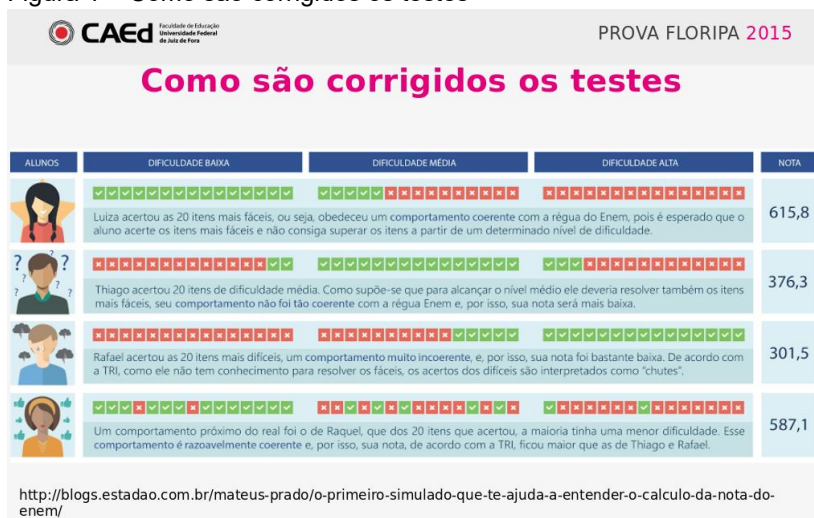 Figura 1 – Como são corrigidos os testes
CAEd Faculdade de Educação
Universidade Federal
de Juiz de Fora
PROVA FLORIPA 2015
Como são corrigidos os testes
ALUNOS DIFICULDADE BAIXA DIFICULDADE MÉDIA DIFICULDADE ALTA NOTA
Luiza acertou as 20 itens mais fáceis, ou seja, obedeceu um comportamento coerente com a régua do Enem, pois é esperado que o
aluno acerte os itens mais fáceis e não consiga superar os itens a partir de um determinado nível de dificuldade.
615,8
Thiago acertou 20 itens de dificuldade média. Como supõe-se que para alcançar o nível médio ele deveria resolver também os itens
mais fáceis, seu comportamento não foi tão coerente com a régua Enem e, por isso, sua nota será mais baixa.
376,3
Rafael acertou as 20 itens mais difíceis, um comportamento muito incoerente, e, por isso, sua nota foi bastante baixa. De acordo com
a TRI, como ele não tem conhecimento para resolver os fáceis, os acertos dos difíceis são interpretados como “chutes”.
301,5
Um comportamento próximo do real foi o de Raquel, que dos 20 itens que acertou, a maioria tinha uma menor dificuldade. Esse
comportamento é razoavelmente coerente e, por isso, sua nota, de acordo com a TRI, ficou maior que as de Thiago e Rafael.
587,1
http://blogs.estadao.com.br/mateus-prado/o-primeiro-simulado-que-te-ajuda-a-entender-o-calculo-da-nota-do-
enem/